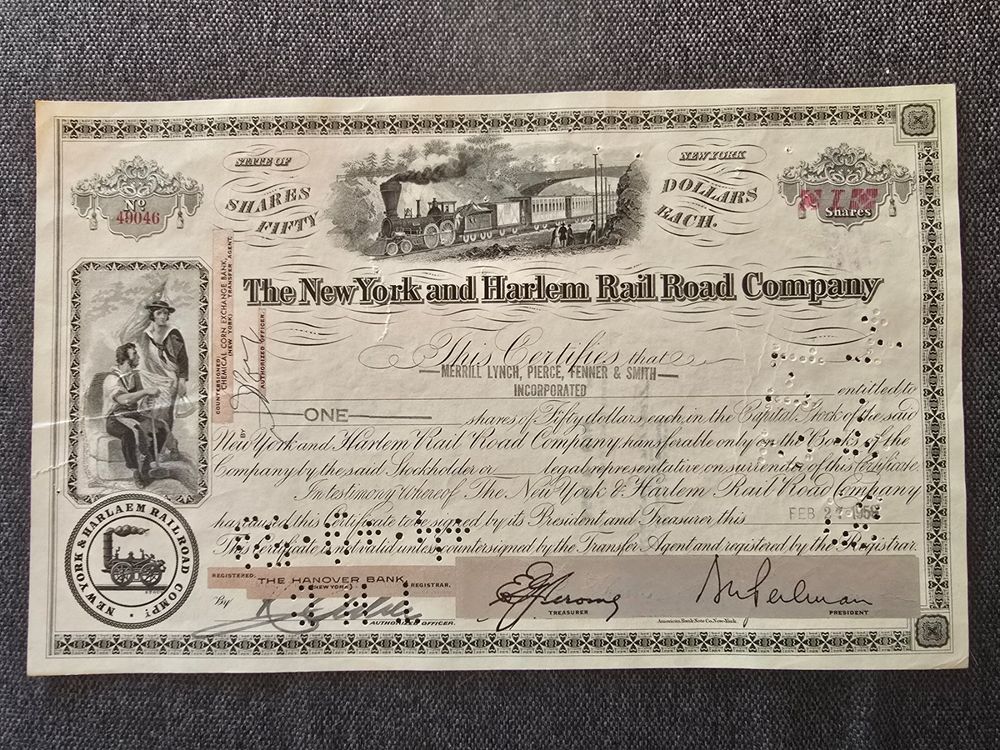 STATE OF
NEW YORK
SHARES
FIFTY
DOLLARS
EACH.
No
49046
Shares
COUNTERSIGNED
CHEMICAL CORN EXCHANGE BANK,
(NEW YORK) TRANSFER AGENT.
BY
AUTHORIZED OFFICER.
The New York and Harlem Rail Road Company
This Certifies that
MERRILL LYNCH, PIERCE, FENNER & SMITH
INCORPORATED
entitled to
ONE shares of Fifty dollars each, in the Capital Stock of the said
New York and Harlem Rail Road Company transferable only on the Books of the
Company by the said Stockholder or legal representative on surrender of this Certificate.
In testimony whereof The New York & Harlem Rail Road Company
have caused this Certificate to be signed by its President and Treasurer this FEB 27
This Certificate is not valid unless countersigned by the Transfer Agent and registered by the Registrar.
NEW YORK & HARLAEM RAILROAD COMPY
REGISTERED:
THE HANOVER BANK,
(NEW YORK)
REGISTRAR.
By
AUTHORIZED OFFICER.
TREASURER
PRESIDENT
American Bank Note Co. New-York.